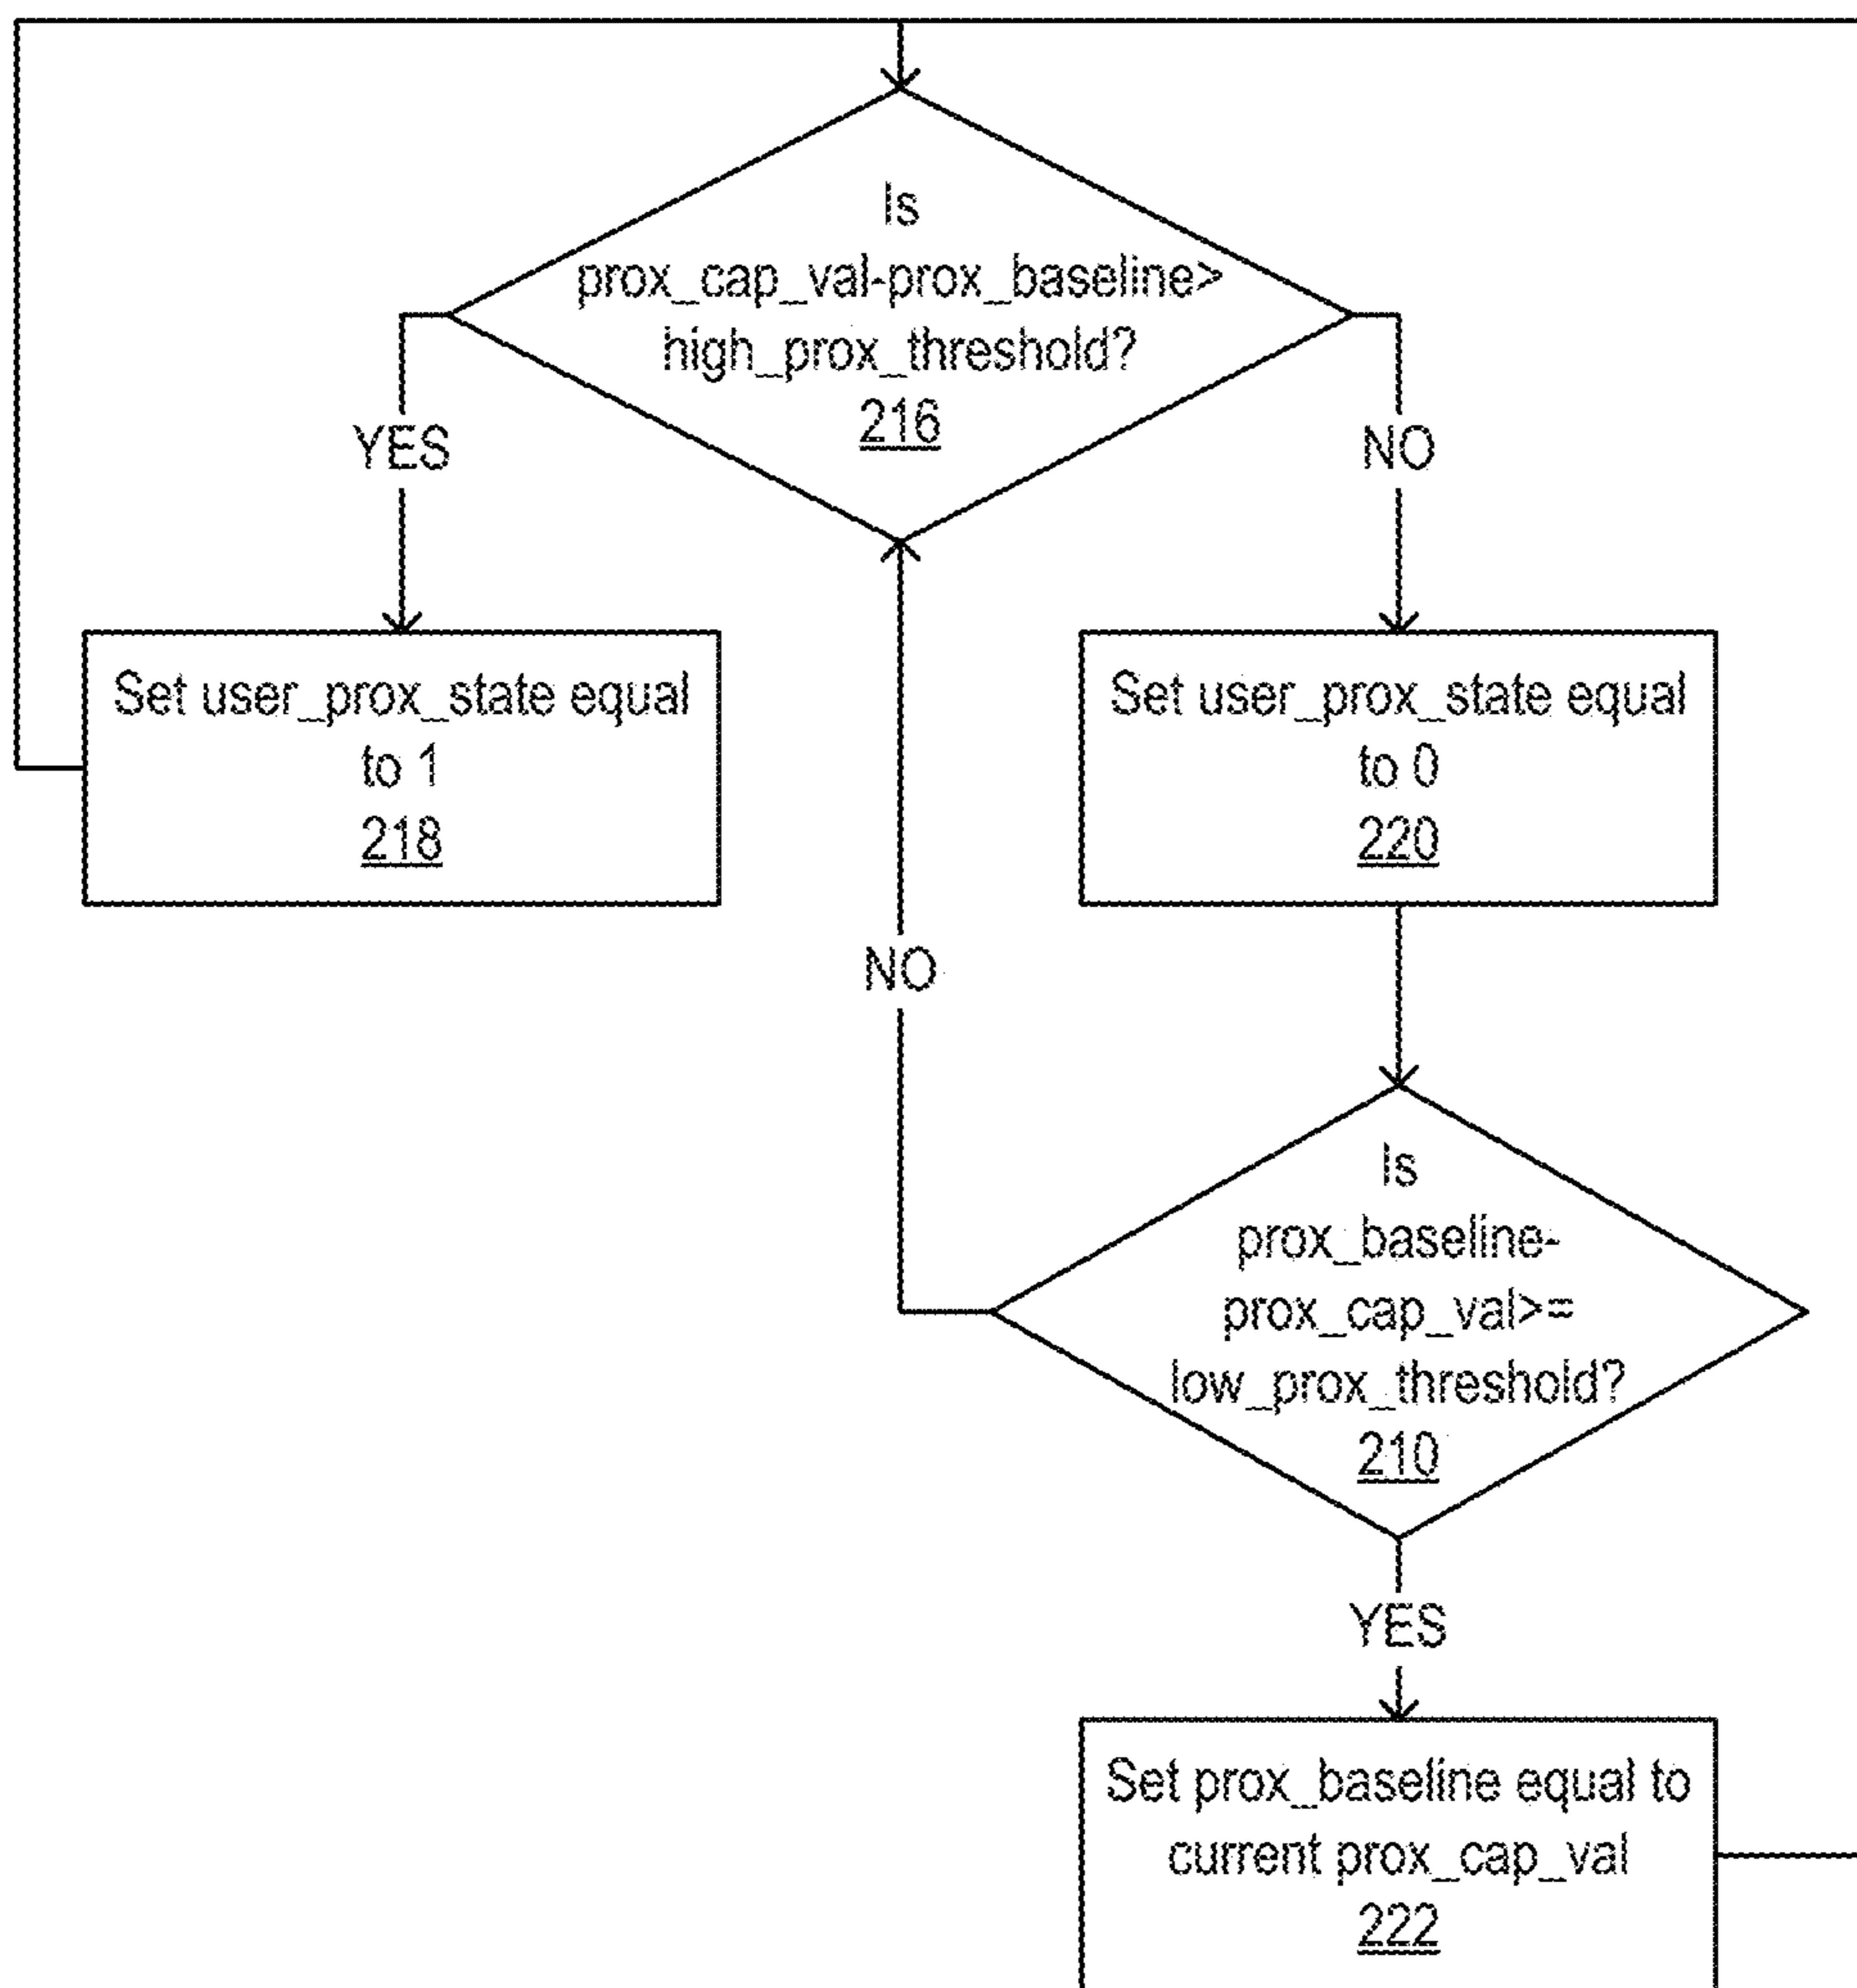 Is
prox_cap_val-prox_baseline>
high_prox_threshold?
216
YES
NO
Set user_prox_state equal
to 1
218
Set user_prox_state equal
to 0
220
NO
Is
prox_baseline-
prox_cap_val>=
low_prox_threshold?
210
YES
Set prox_baseline equal to
current prox_cap_val
222